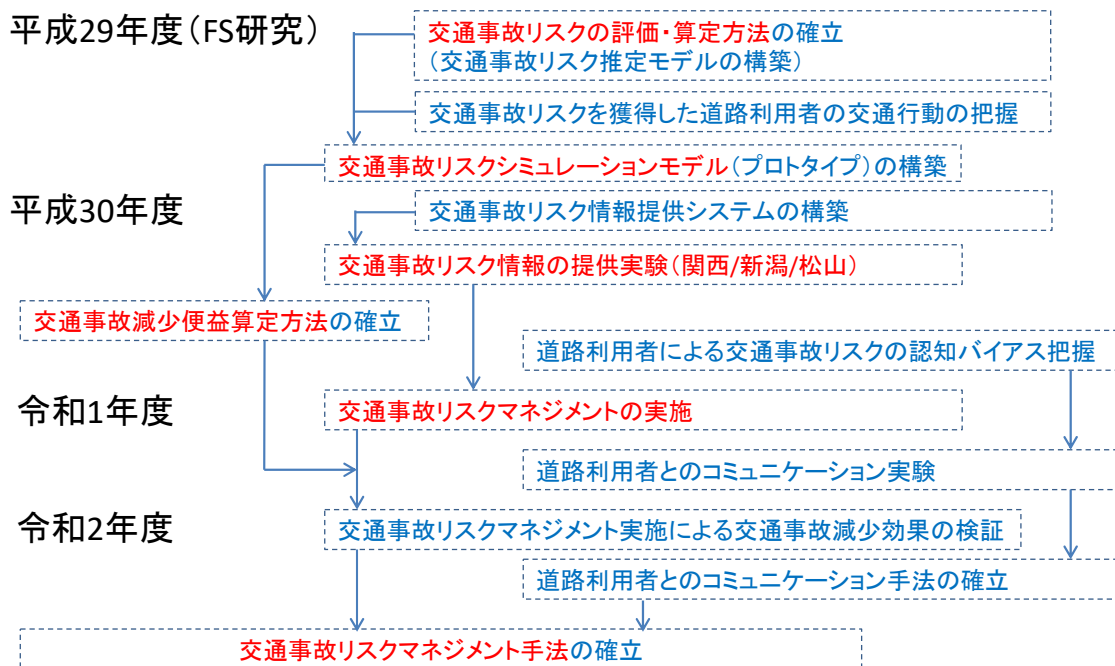 平成29年度（FS研究）
交通事故リスクの評価・算定方法の確立
（交通事故リスク推定モデルの構築）
交通事故リスクを獲得した道路利用者の交通行動の把握
交通事故リスクシミュレーションモデル（プロトタイプ）の構築
平成30年度
交通事故リスク情報提供システムの構築
交通事故リスク情報の提供実験（関西/新潟/松山）
交通事故減少便益算定方法の確立
道路利用者による交通事故リスクの認知バイアス把握
令和1年度
交通事故リスクマネジメントの実施
道路利用者とのコミュニケーション実験
令和2年度
交通事故リスクマネジメント実施による交通事故減少効果の検証
道路利用者とのコミュニケーション手法の確立
交通事故リスクマネジメント手法の確立